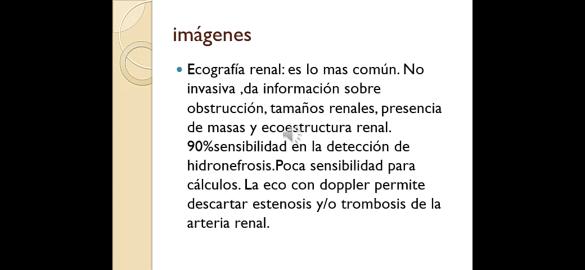 imágenes
Ecografía renal: es lo mas común. No
invasiva ,da información sobre
obstrucción, tamaños renales, presencia
de masas y ecoestructura renal.
90%sensibilidad en la detección de
hidronefrosis.Poca sensibilidad para
cálculos. La eco con doppler permite
descartar estenosis y/o trombosis de la
arteria renal.